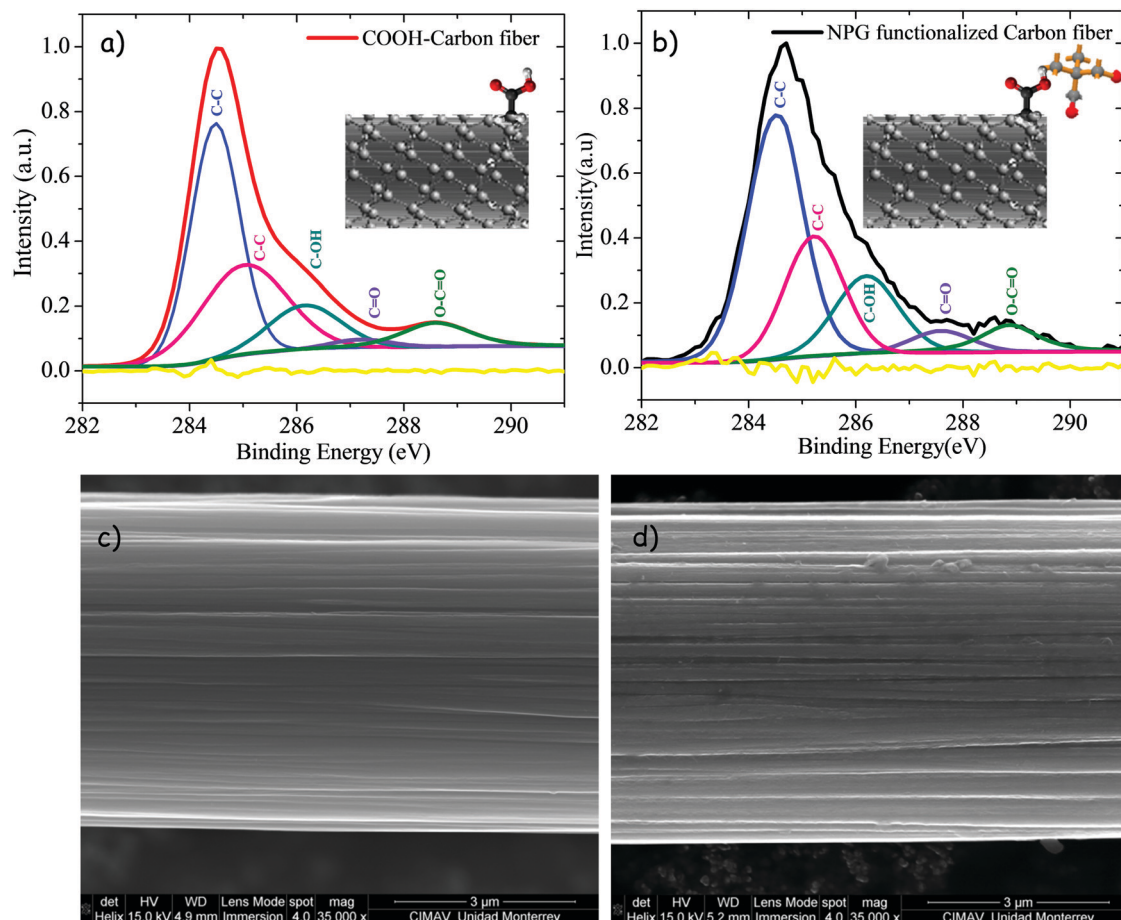 a)
COOH-Carbon fiber
Intensity (a.u.)
1.0
0.8
0.6
0.4
0.2
0.0
C-C
C-C
C-OH
C=O
O-C=O
282 284 286 288 290
Binding Energy (eV)
b)
NPG functionalized Carbon fiber
Intensity(a.u)
1.0
0.8
0.6
0.4
0.2
0.0
C-C
C-C
C-OH
C=O
O-C=O
282 284 286 288 290
Binding Energy(eV)
c)
det HV WD Lens Mode spot mag 3 µm
Helix 15.0 kV 4.9 mm Immersion 4.0 35 000 x CIMAV Unidad Monterrey
d)
det HV WD Lens Mode spot mag 3 µm
Helix 15.0 kV 5.2 mm Immersion 4.0 35 000 x CIMAV Unidad Monterrey